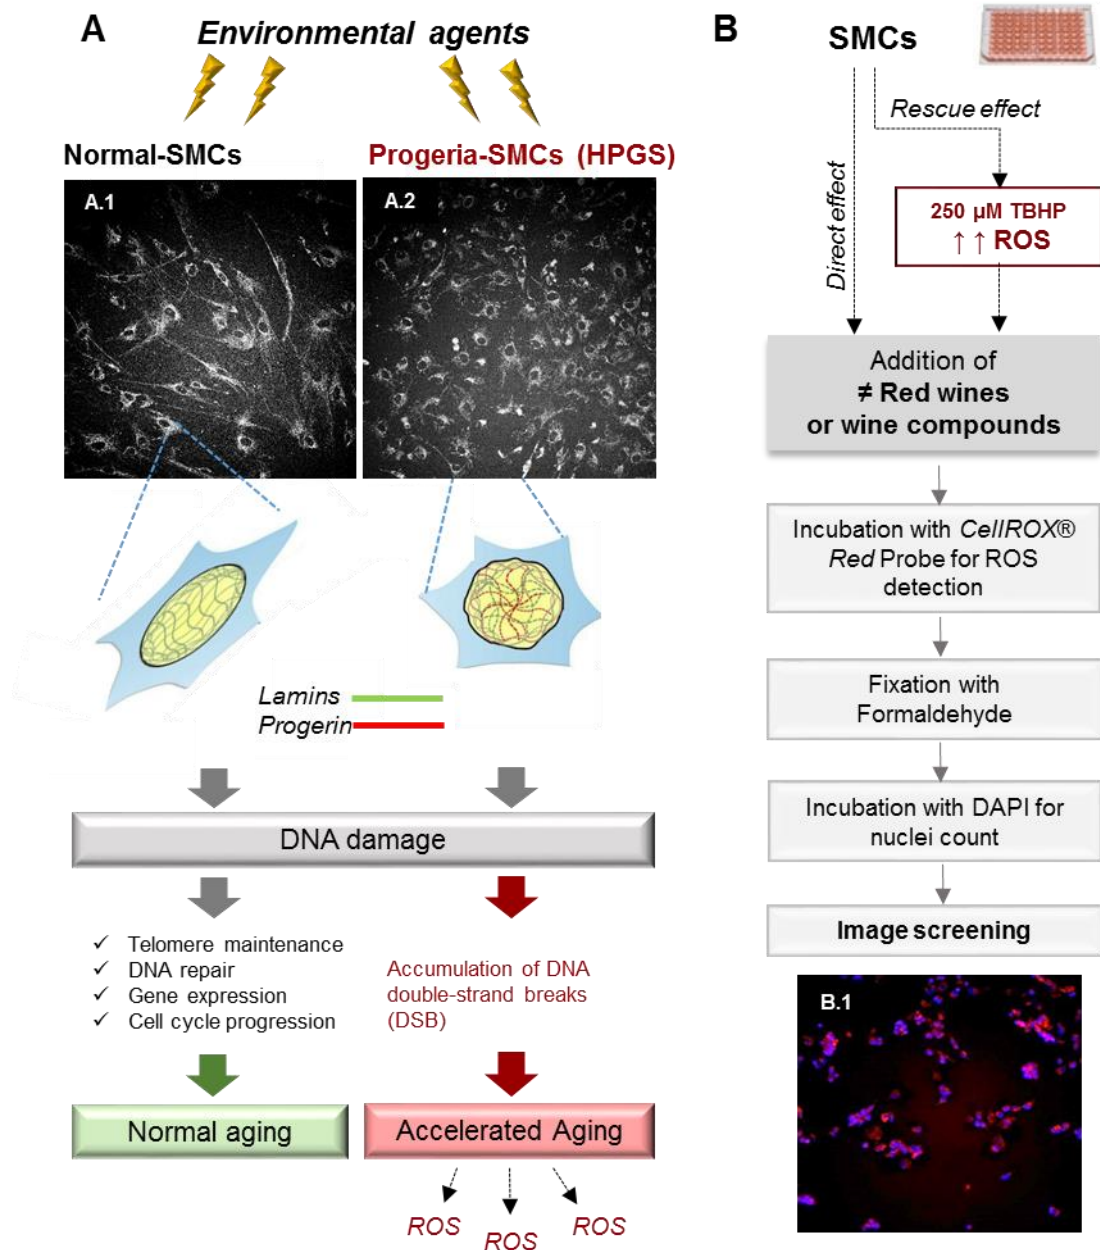 A
Environmental agents
Normal-SMCs
Progeria-SMCs (HPGS)
A.1
A.2
Lamins
Progerin
DNA damage
✓ Telomere maintenance
✓ DNA repair
✓ Gene expression
✓ Cell cycle progression
Accumulation of DNA
double-strand breaks
(DSB)
Normal aging
Accelerated Aging
ROS
ROS
ROS
B
SMCs
Rescue effect
Direct effect
250 µM TBHP
↑ ↑ ROS
Addition of
≠ Red wines
or wine compounds
Incubation with CellROX®
Red Probe for ROS
detection
Fixation with
Formaldehyde
Incubation with DAPI for
nuclei count
Image screening
B.1